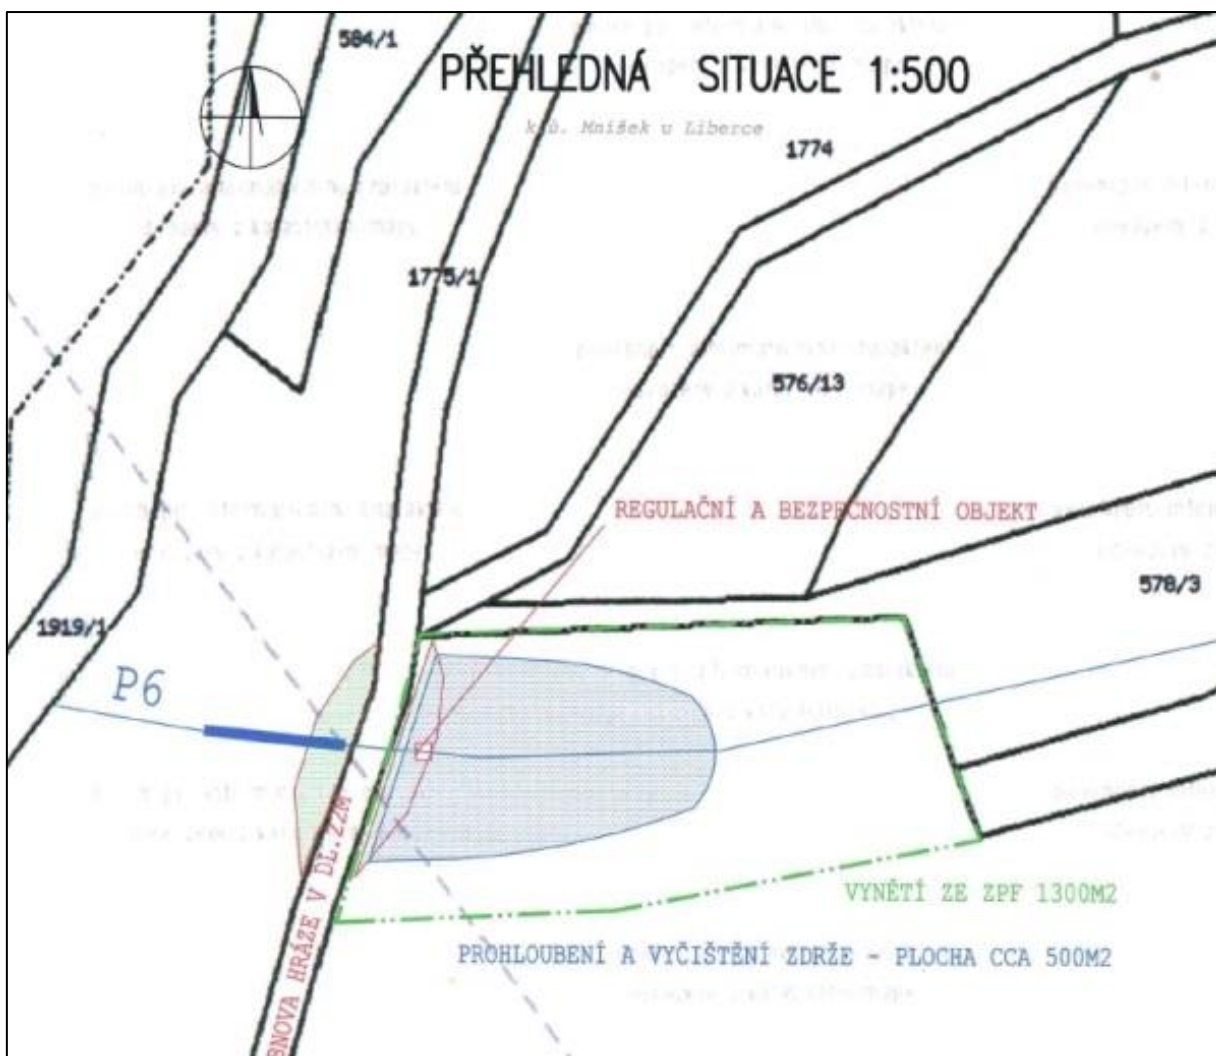 584/1
PŘEHLEDNÁ SITUACE 1:500
k.ú. Mníšek u Liberce
1774
1775/1
576/13
REGULAČNÍ A BEZPEČNOSTNÍ OBJEKT
578/3
1919/1
P6
VYNĚTÍ ZE ZPF 1300M2
PROHLOUBENÍ A VYČIŠTĚNÍ ZDRŽE - PLOCHA CCA 500M2
BNOVA HRÁZE V DL.22M